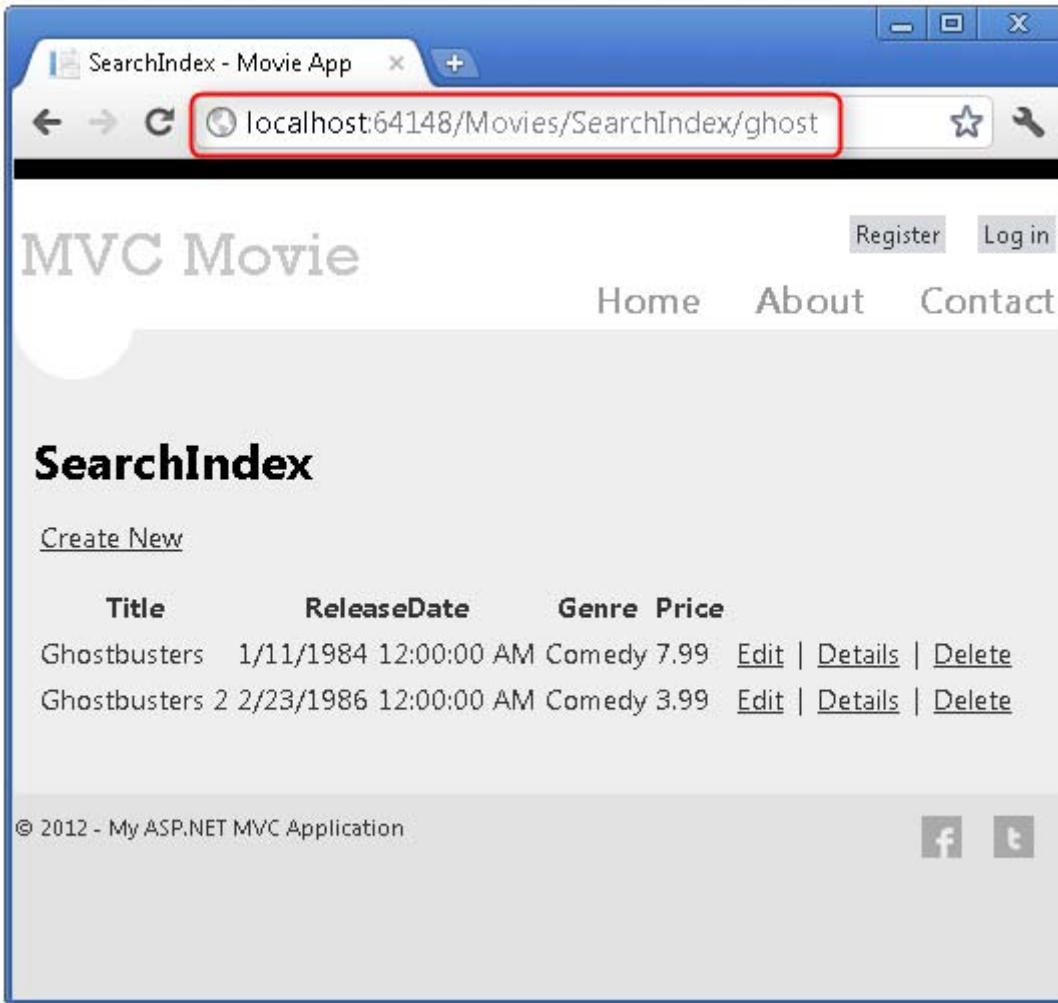 SearchIndex - Movie App
localhost:64148/Movies/SearchIndex/ghost
Register Log in
MVC Movie
Home About Contact
SearchIndex
Create New
Title ReleaseDate Genre Price
Ghostbusters 1/11/1984 12:00:00 AM Comedy 7.99 Edit | Details | Delete
Ghostbusters 2 2/23/1986 12:00:00 AM Comedy 3.99 Edit | Details | Delete
© 2012 - My ASP.NET MVC Application